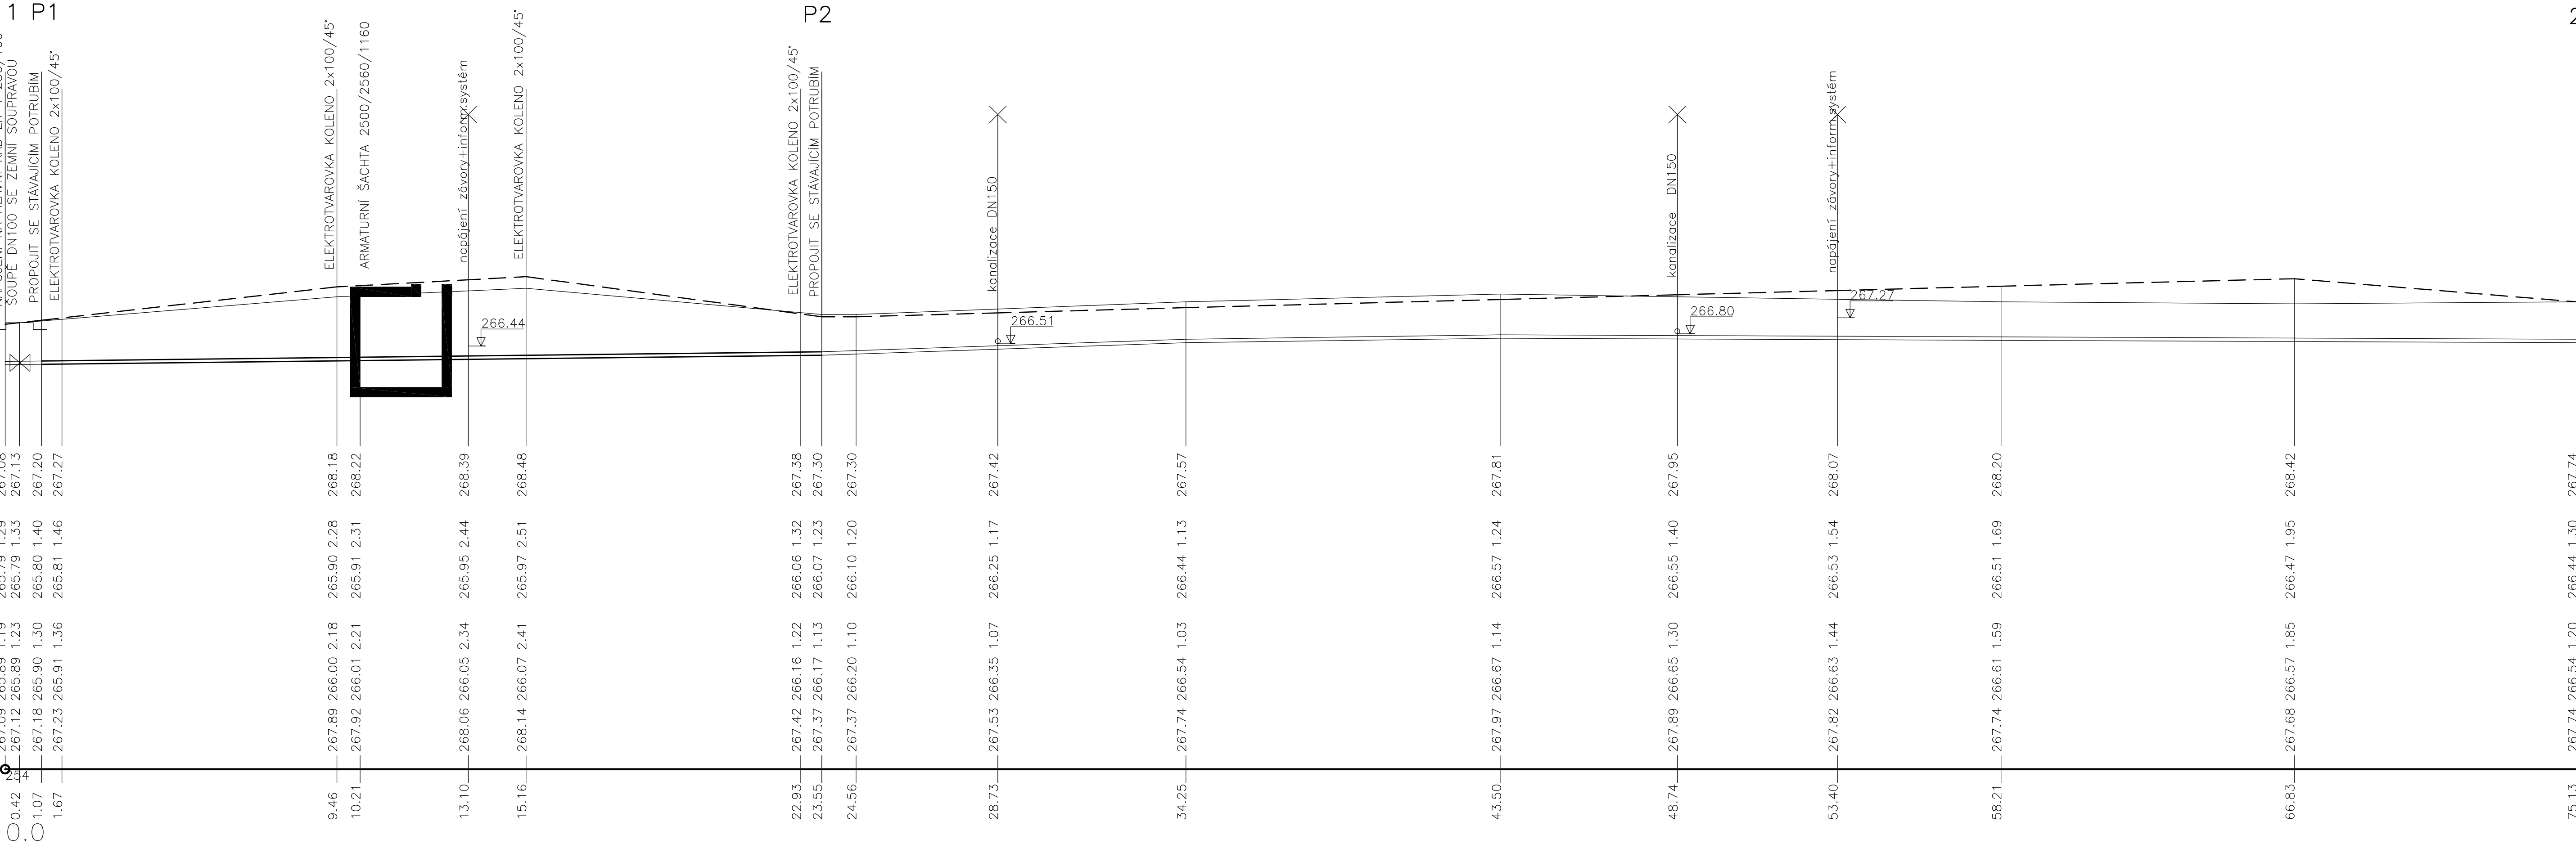 1 P1
P2
2
SOUPĚ DN100 SE ZEMNÍ SOUPRAVOU
PROPOJIT SE STÁVAJÍCÍM POTRUBÍM
ELEKTROTVAROVKA KOLENO 2x100/45°
ELEKTROTVAROVKA KOLENO 2x100/45°
ARMATURNÍ ŠACHTA 2500/2560/1160
napájení závory+inform.systém
ELEKTROTVAROVKA KOLENO 2x100/45°
ELEKTROTVAROVKA KOLENO 2x100/45°
PROPOJIT SE STÁVAJÍCÍM POTRUBÍM
kanalizace DN150
kanalizace DN150
napájení závory+inform.systém
266.44
266.51
266.80
267.27
267.08
267.13
267.20
267.27
268.18
268.22
268.39
268.48
267.38
267.30
267.30
267.42
267.57
267.81
267.95
268.07
268.20
268.42
267.74
265.79 1.29
265.79 1.33
265.80 1.40
265.81 1.46
265.90 2.28
265.91 2.31
265.95 2.44
265.97 2.51
266.06 1.32
266.07 1.23
266.10 1.20
266.25 1.17
266.44 1.13
266.57 1.24
266.55 1.40
266.53 1.54
266.51 1.69
266.47 1.95
266.44 1.30
267.09 265.89 1.19
267.12 265.89 1.23
267.18 265.90 1.30
267.23 265.91 1.36
267.89 266.00 2.18
267.92 266.01 2.21
268.06 266.05 2.34
268.14 266.07 2.41
267.42 266.16 1.22
267.37 266.17 1.13
267.37 266.20 1.10
267.53 266.35 1.07
267.74 266.54 1.03
267.97 266.67 1.14
267.89 266.65 1.30
267.82 266.63 1.44
267.74 266.61 1.59
267.68 266.57 1.85
267.74 266.54 1.20
254
0.42
1.07
1.67
9.46
10.21
13.10
15.16
22.93
23.55
24.56
28.73
34.25
43.50
48.74
53.40
58.21
66.83
75.13
0.0